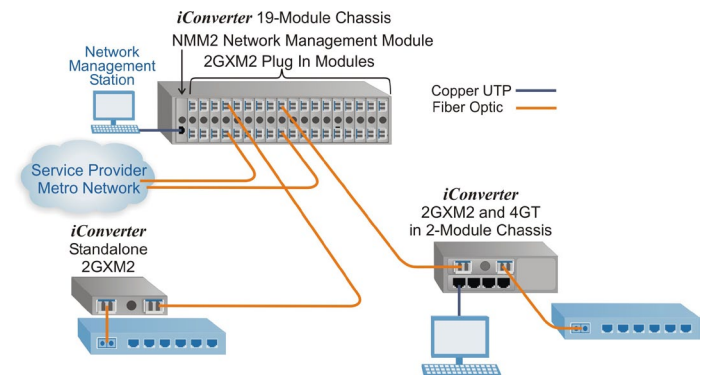 iConverter 19-Module Chassis
NMM2 Network Management Module
2GXM2 Plug In Modules
Network
Management
Station
Copper UTP
Fiber Optic
Service Provider
Metro Network
iConverter
Standalone
2GXM2
iConverter
2GXM2 and 4GT
in 2-Module Chassis